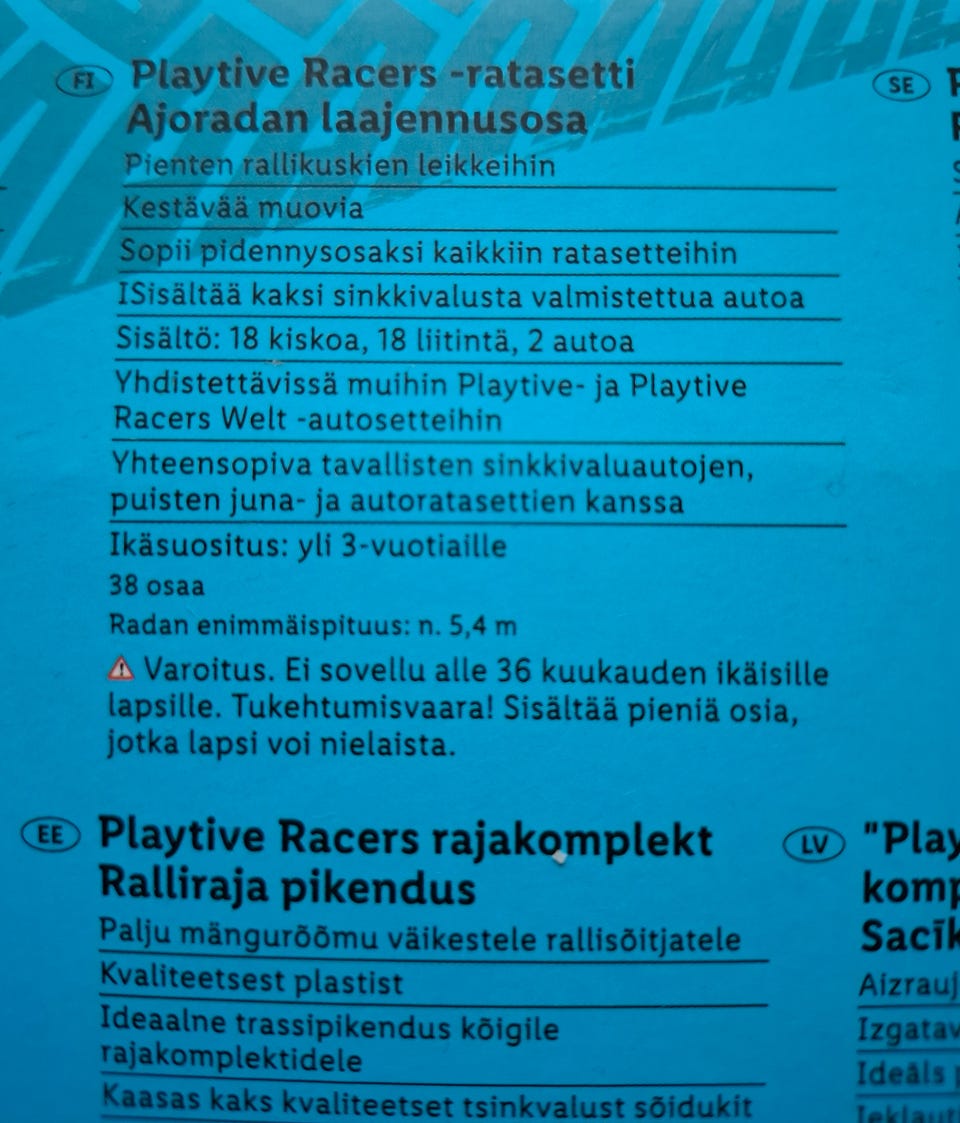 FI Playtive Racers -ratasetti
Ajoradan laajennusosa
Pienten rallikuskien leikkeihin
Kestävää muovia
Sopii pidennysosaksi kaikkiin ratasetteihin
ISisältää kaksi sinkkivalusta valmistettua autoa
Sisältö: 18 kiskoa, 18 liitintä, 2 autoa
Yhdistettävissä muihin Playtive- ja Playtive
Racers Welt -autosetteihin
Yhteensopiva tavallisten sinkkivaluautojen,
puisten juna- ja autoratasettien kanssa
Ikäsuositus: yli 3-vuotiaille
38 osaa
Radan enimmäispituus: n. 5,4 m
Varoitus. Ei sovellu alle 36 kuukauden ikäisille
lapsille. Tukehtumisvaara! Sisältää pieniä osia,
jotka lapsi voi nielaista.
SE
EE Playtive Racers rajakomplekt
Ralliraja pikendus
Palju mängurõõmu väikestele rallisõitjatele
Kvaliteetsest plastist
Ideaalne trassipikendus kõigile
rajakomplektidele
Kaasas kaks kvaliteetset tsinkvalust sõidukit
LV "Play
komp
Sacīk
Aizrauj
Izgatav
Ideāls
Iekļaut